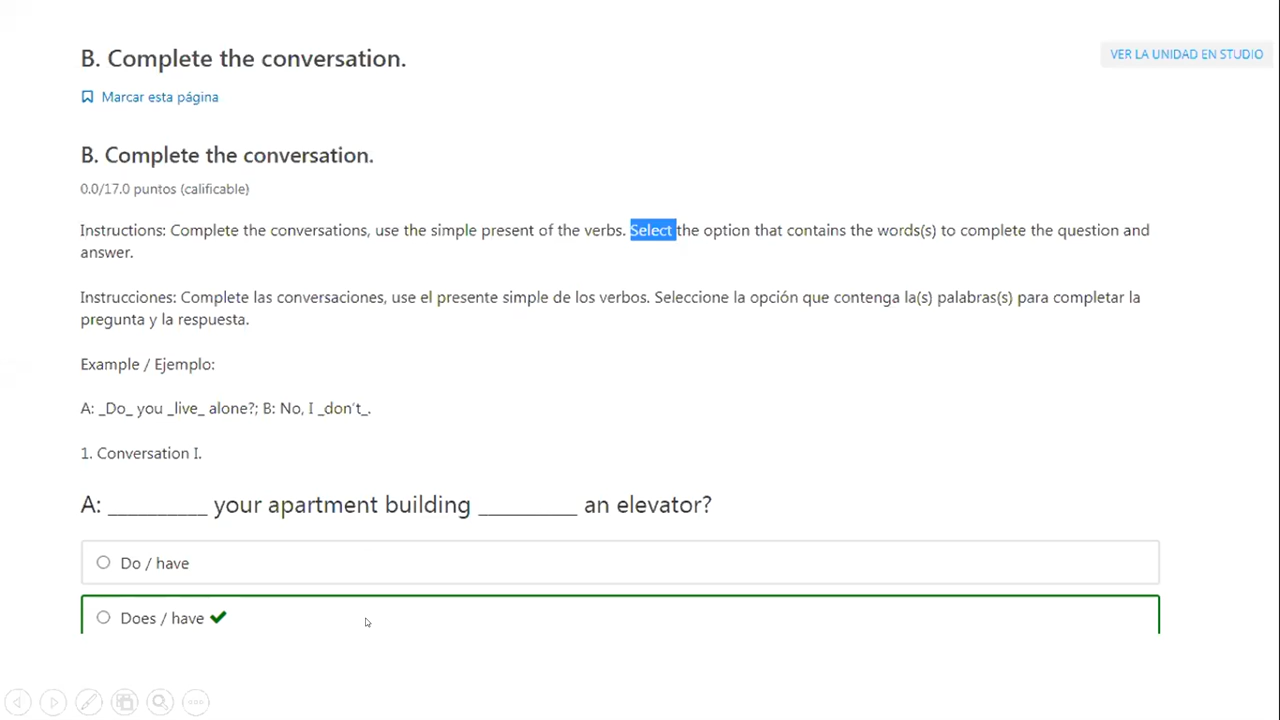 B. Complete the conversation.
VER LA UNIDAD EN STUDIO
Marcar esta página
B. Complete the conversation.
0.0/17.0 puntos (calificable)
Instructions: Complete the conversations, use the simple present of the verbs. Select the option that contains the words(s) to complete the question and
answer.
Instrucciones: Complete las conversaciones, use el presente simple de los verbos. Seleccione la opción que contenga la(s) palabras(s) para completar la
pregunta y la respuesta.
Example / Ejemplo:
A: _Do_ you _live_ alone?; B: No, I _don't_.
1. Conversation I.
A: __________ your apartment building __________ an elevator?
Do / have
Does / have